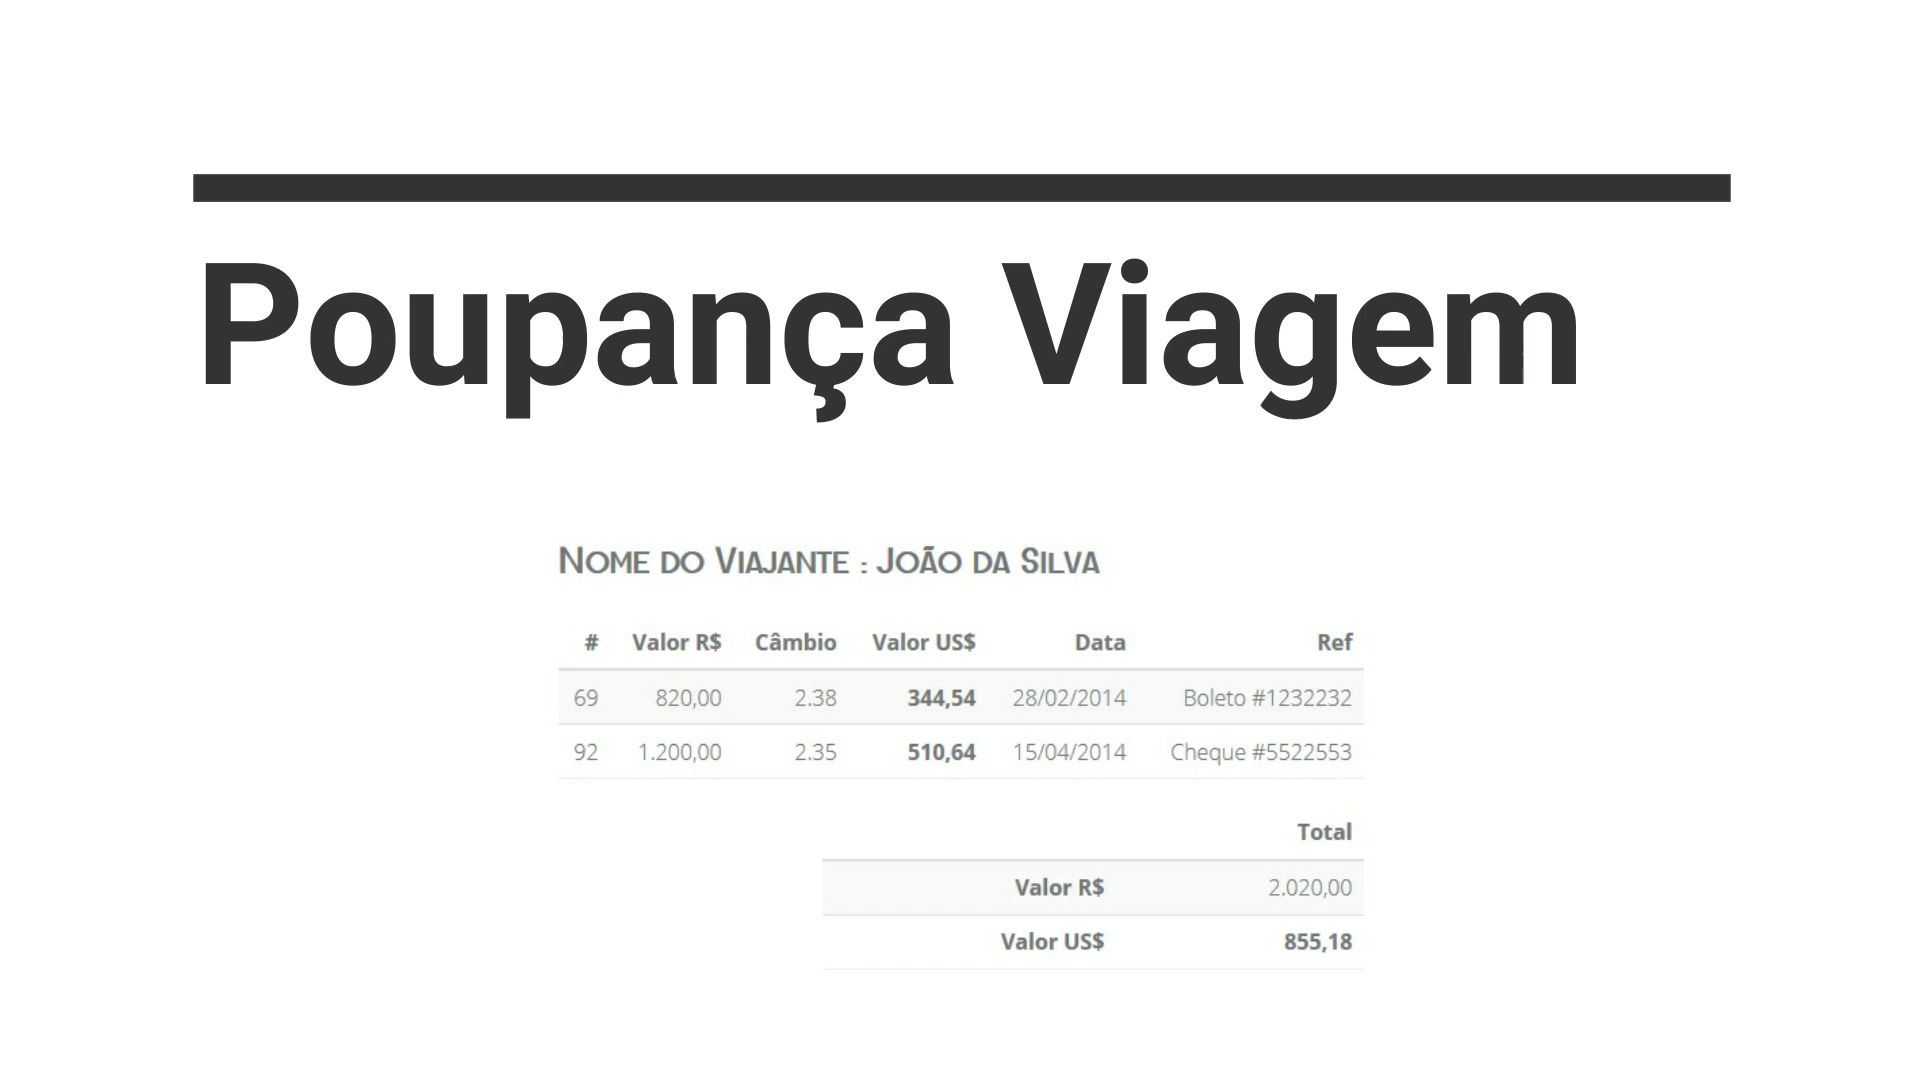 Poupança Viagem
Nome do Viajante : João da Silva
# Valor R$ Câmbio Valor US$ Data Ref
69 820,00 2.38 344,54 28/02/2014 Boleto #1232232
92 1.200,00 2.35 510,64 15/04/2014 Cheque #5522553
Total
Valor R$ 2.020,00
Valor US$ 855,18